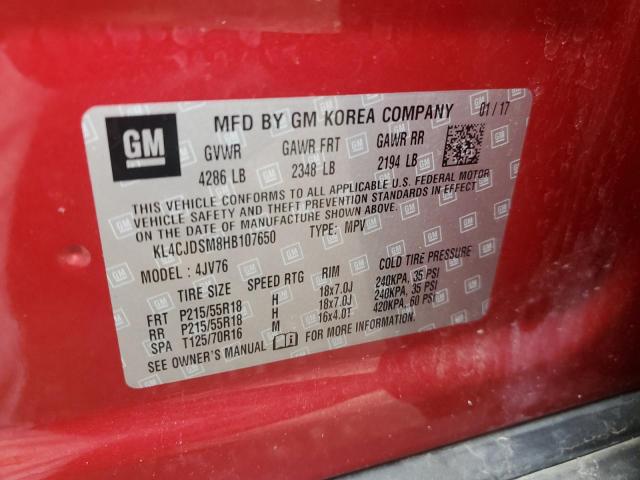 GM
MFD BY GM KOREA COMPANY 01/17
GVWR GAWR FRT GAWR RR
4286 LB 2348 LB 2194 LB
THIS VEHICLE CONFORMS TO ALL APPLICABLE U.S. FEDERAL MOTOR
VEHICLE SAFETY AND THEFT PREVENTION STANDARDS IN EFFECT
ON THE DATE OF MANUFACTURE SHOWN ABOVE.
KL4CJDSM8HB107650 TYPE: MPV
MODEL: 4JV76
TIRE SIZE SPEED RTG RIM COLD TIRE PRESSURE
FRT P215/55R18 H 18x7.0J 240KPA, 35 PSI
RR P215/55R18 H 18x7.0J 240KPA, 35 PSI
SPA T125/70R16 M 16x4.0T 420KPA, 60 PSI
SEE OWNER'S MANUAL FOR MORE INFORMATION.